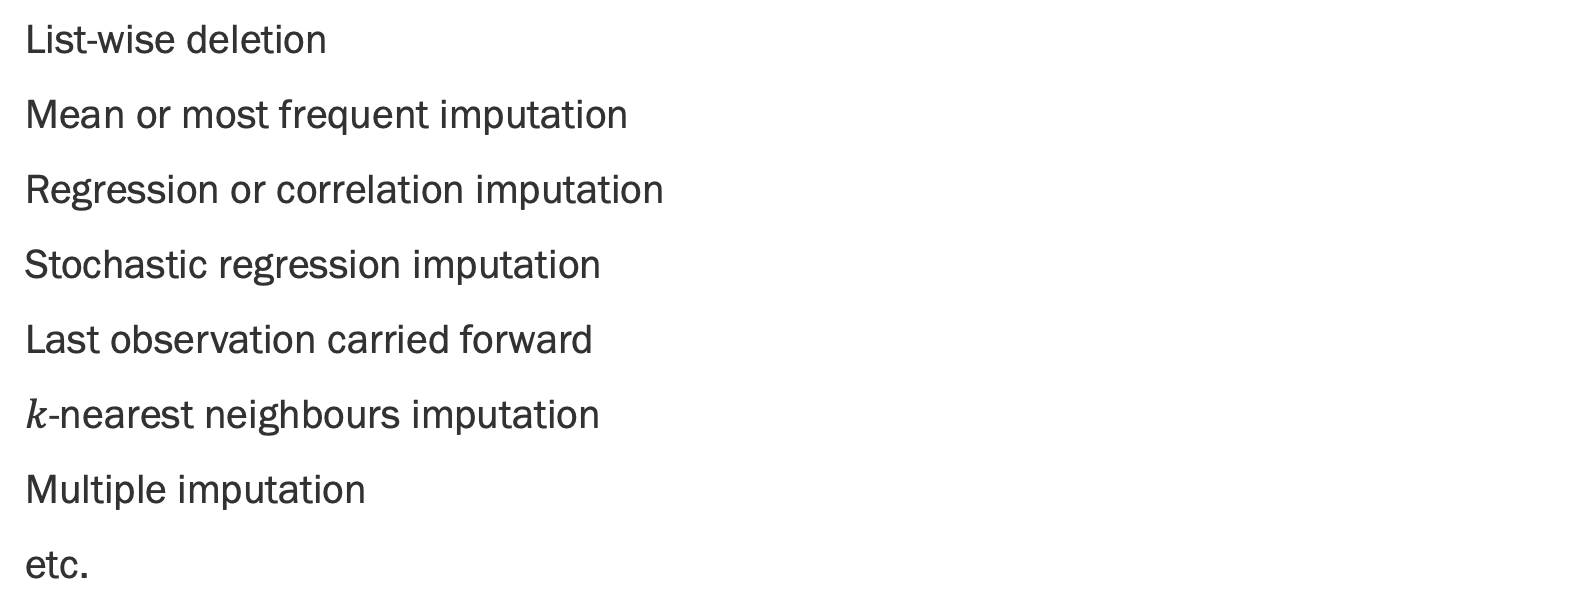 List-wise deletion
Mean or most frequent imputation
Regression or correlation imputation
Stochastic regression imputation
Last observation carried forward
k-nearest neighbours imputation
Multiple imputation
etc.